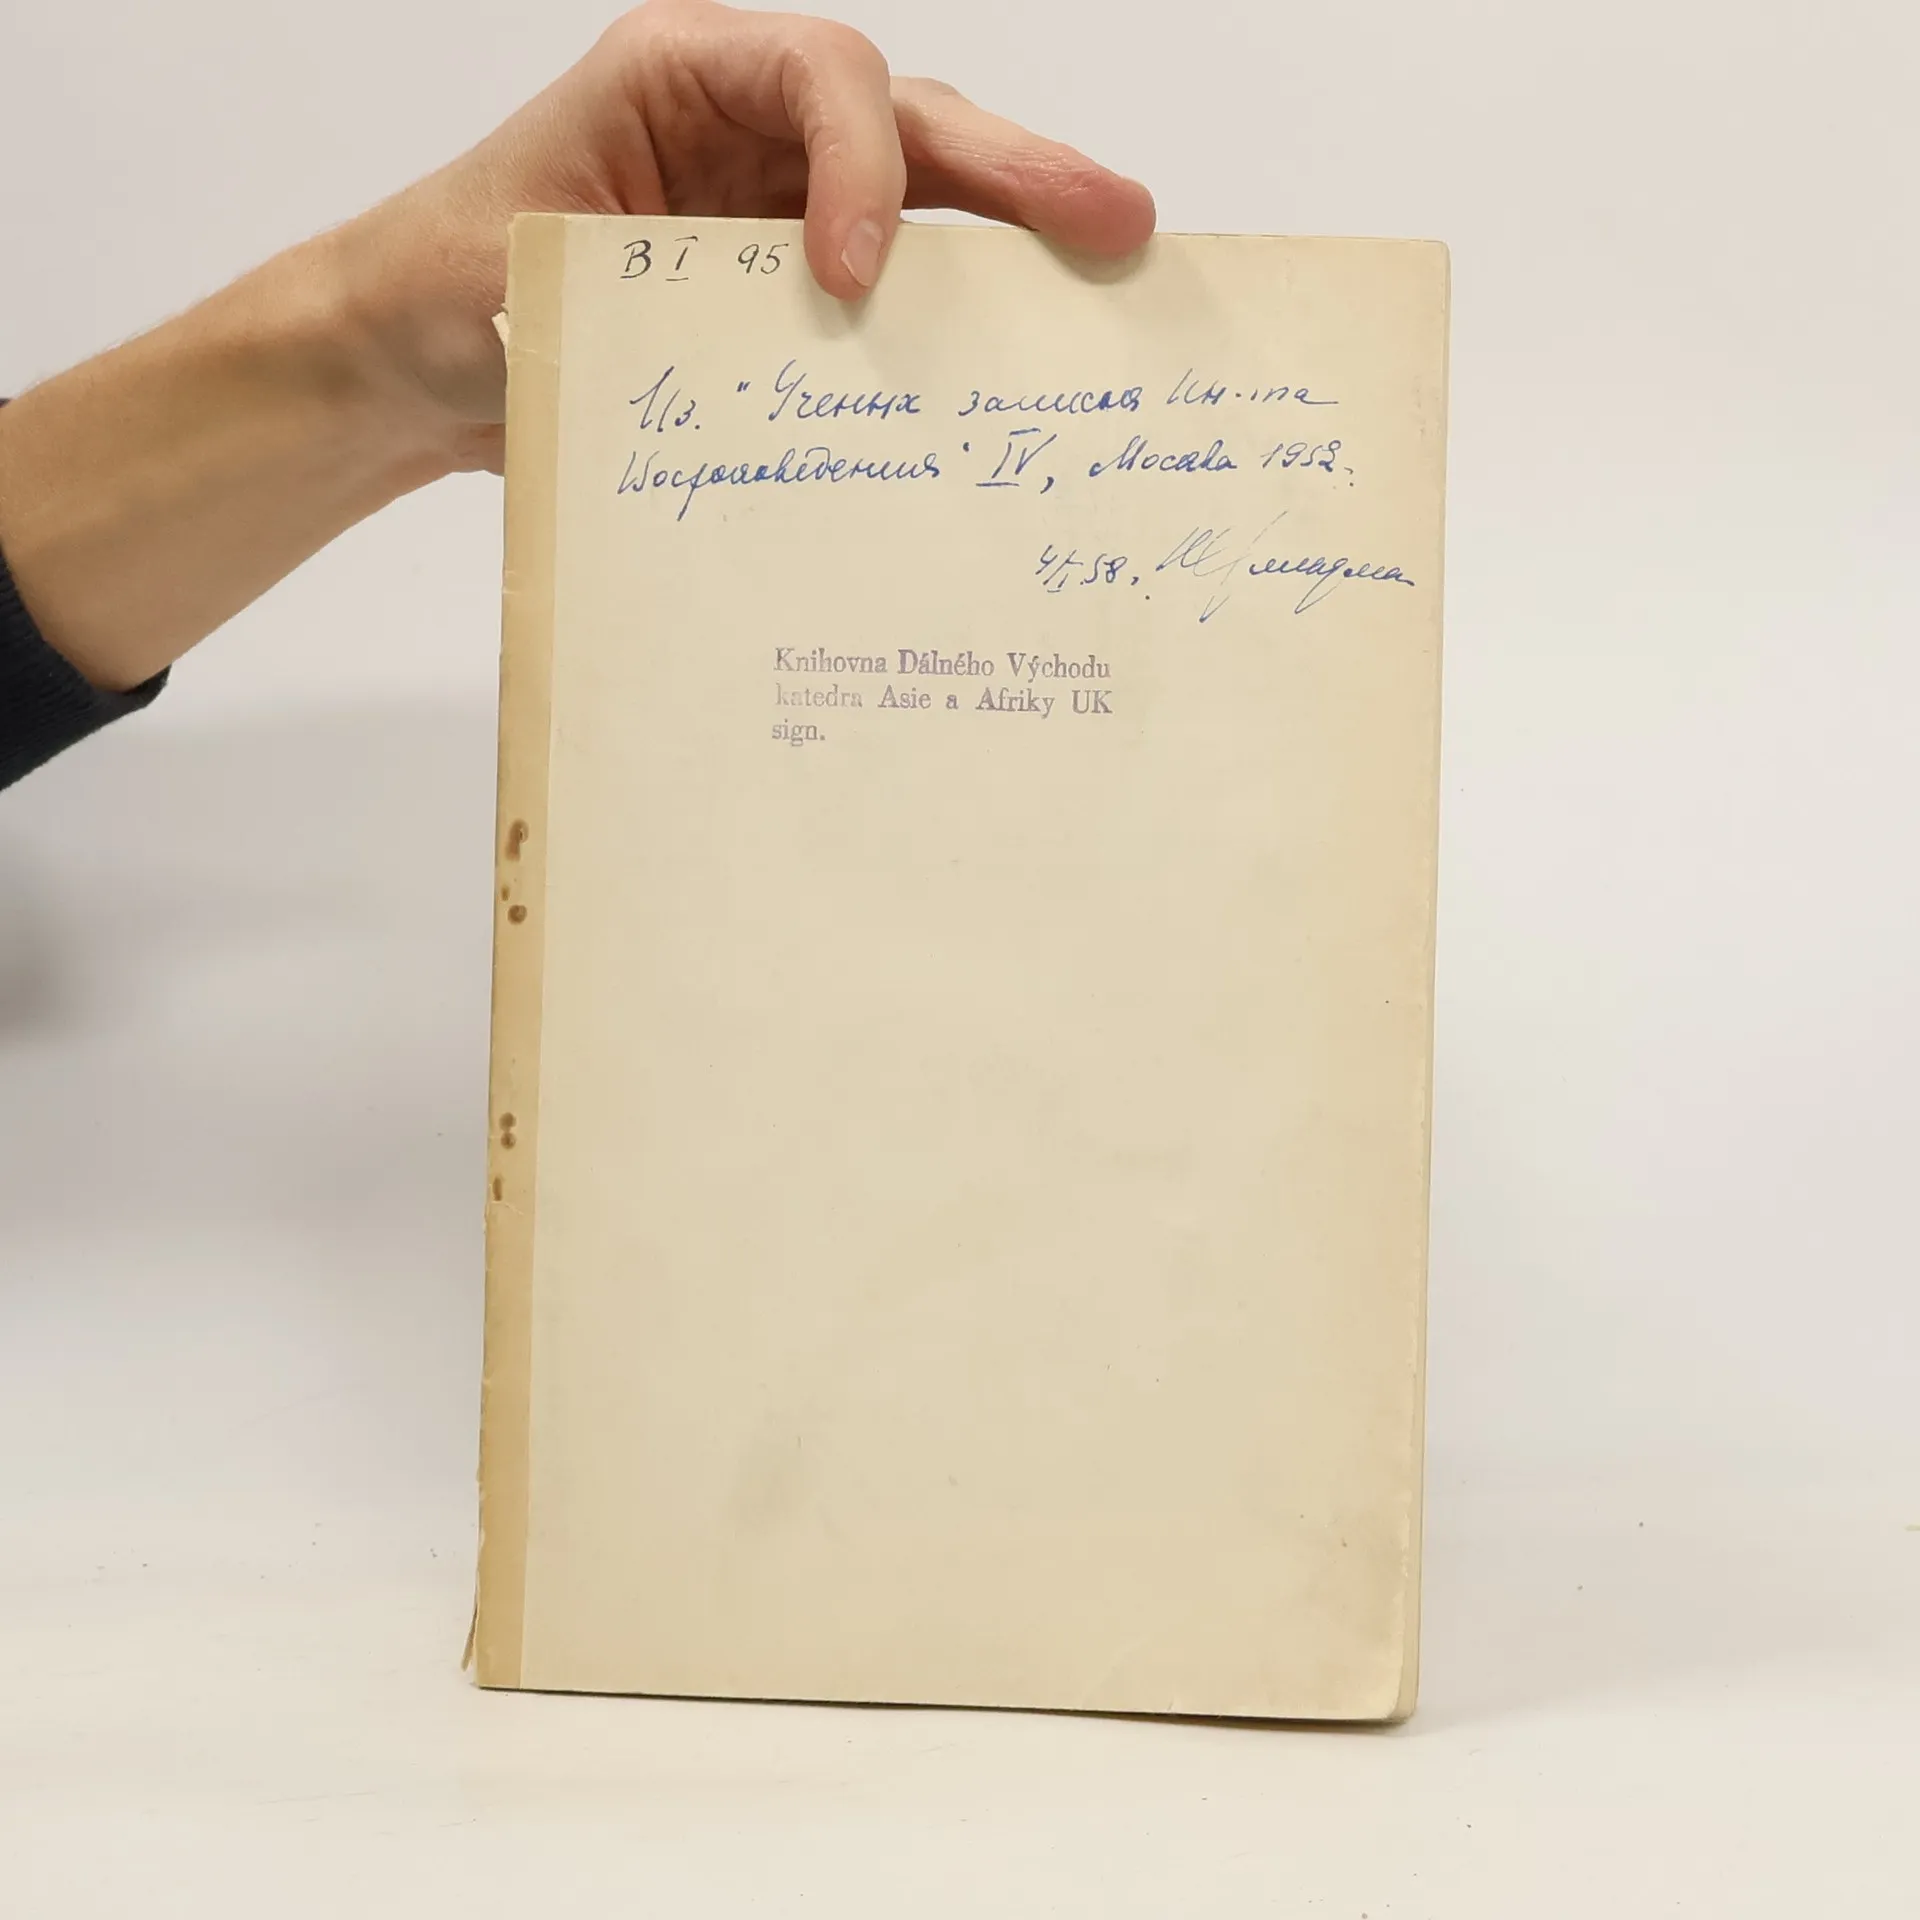 B I 95
Из. "Ученых записок Ин-та
Востоковедения" IV, Москва 1952.
4/I.58.
Knihovna Dálného Východu
katedra Asie a Afriky UK
sign.